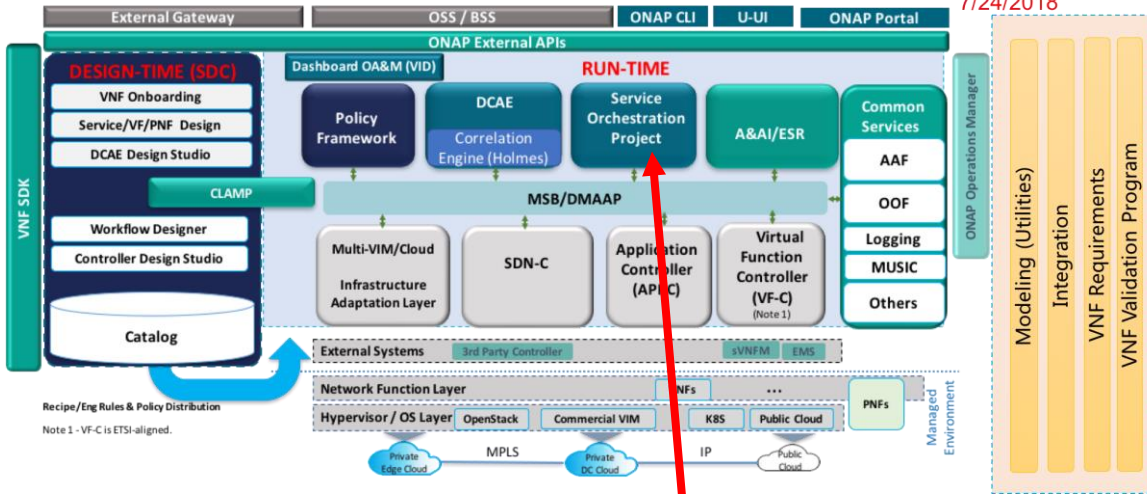 7/24/2018
External Gateway
OSS / BSS
ONAP CLI
U-UI
ONAP Portal
ONAP External APIs
VNF SDK
DESIGN-TIME (SDC)
VNF Onboarding
Service/VF/PNF Design
DCAE Design Studio
CLAMP
Workflow Designer
Controller Design Studio
Catalog
Dashboard OA&M (VID)
RUN-TIME
Policy
Framework
DCAE
Correlation
Engine (Holmes)
Service
Orchestration
Project
A&AI/ESR
MSB/DMAAP
Multi-VIM/Cloud
Infrastructure
Adaptation Layer
SDN-C
Application
Controller
Virtual
Function
Controller
(VF-C)
(Note 1)
Common
Services
AAF
OOF
Logging
MUSIC
Others
ONAP Operations Manager
Modeling (Utilities)
Integration
VNF Requirements
VNF Validation Program
External Systems
3rd Party Controller
sVNFM
EMS
Network Function Layer
...
PNFs
Hypervisor / OS Layer
OpenStack
Commercial VIM
K8S
Public Cloud
Managed
Environment
Private
Edge Cloud
MPLS
Private
DC Cloud
IP
Public
Cloud
Recipe/Eng Rules & Policy Distribution
Note 1 - VF-C is ETSI-aligned.